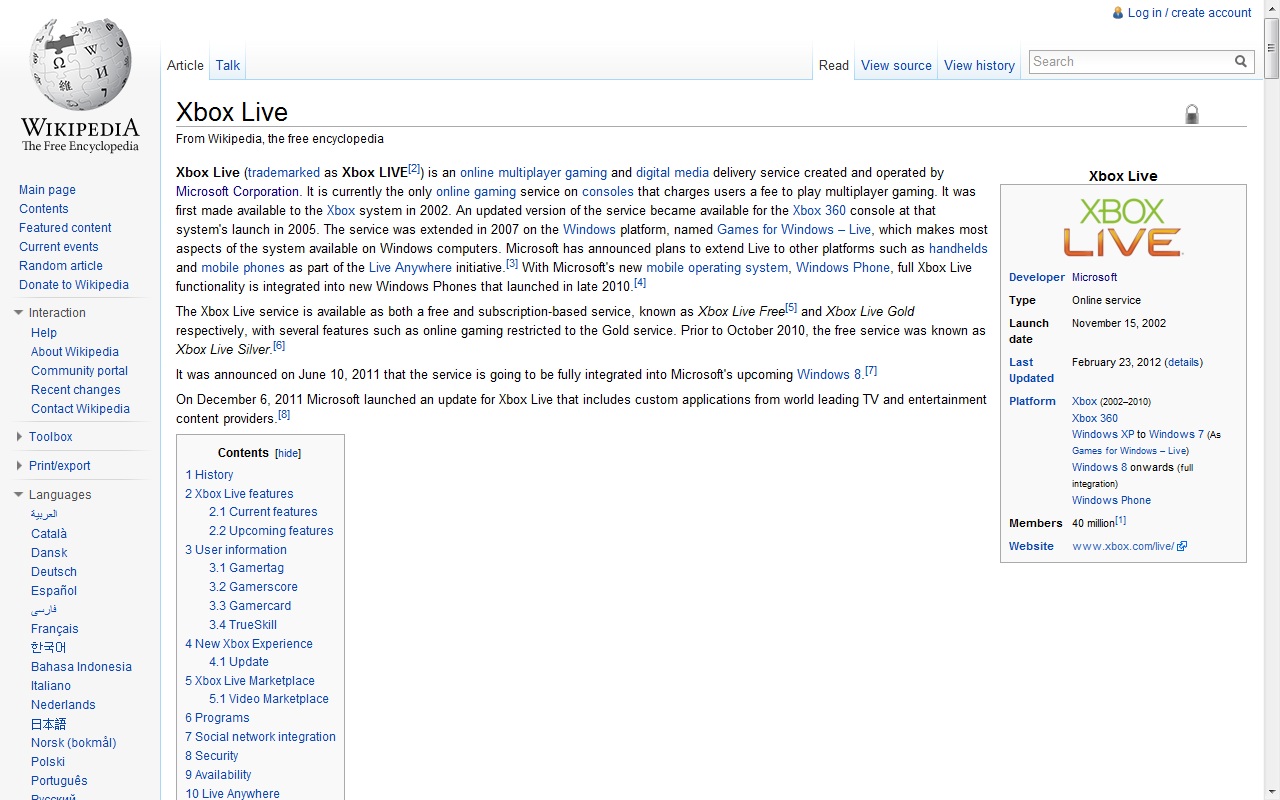 Log in / create account
WIKIPEDIA
The Free Encyclopedia
Article
Talk
Read
View source
View history
Search
Main page
Contents
Featured content
Current events
Random article
Donate to Wikipedia
Interaction
Help
About Wikipedia
Community portal
Recent changes
Contact Wikipedia
Toolbox
Print/export
Languages
العربية
Català
Dansk
Deutsch
Español
فارسی
Français
한국어
Bahasa Indonesia
Italiano
Nederlands
日本語
Norsk (bokmål)
Polski
Português
Русский
Xbox Live
From Wikipedia, the free encyclopedia
Xbox Live (trademarked as Xbox LIVE[2]) is an online multiplayer gaming and digital media delivery service created and operated by
Microsoft Corporation. It is currently the only online gaming service on consoles that charges users a fee to play multiplayer gaming. It was
first made available to the Xbox system in 2002. An updated version of the service became available for the Xbox 360 console at that
system's launch in 2005. The service was extended in 2007 on the Windows platform, named Games for Windows – Live, which makes most
aspects of the system available on Windows computers. Microsoft has announced plans to extend Live to other platforms such as handhelds
and mobile phones as part of the Live Anywhere initiative.[3] With Microsoft's new mobile operating system, Windows Phone, full Xbox Live
functionality is integrated into new Windows Phones that launched in late 2010.[4]
The Xbox Live service is available as both a free and subscription-based service, known as Xbox Live Free[5] and Xbox Live Gold
respectively, with several features such as online gaming restricted to the Gold service. Prior to October 2010, the free service was known as
Xbox Live Silver.[6]
It was announced on June 10, 2011 that the service is going to be fully integrated into Microsoft's upcoming Windows 8.[7]
On December 6, 2011 Microsoft launched an update for Xbox Live that includes custom applications from world leading TV and entertainment
content providers.[8]
Contents [hide]
1 History
2 Xbox Live features
2.1 Current features
2.2 Upcoming features
3 User information
3.1 Gamertag
3.2 Gamerscore
3.3 Gamercard
3.4 TrueSkill
4 New Xbox Experience
4.1 Update
5 Xbox Live Marketplace
5.1 Video Marketplace
6 Programs
7 Social network integration
8 Security
9 Availability
10 Live Anywhere
Xbox Live
XBOX
LIVE
Developer Microsoft
Type Online service
Launch date November 15, 2002
Last Updated February 23, 2012 (details)
Platform Xbox (2002–2010)
Xbox 360
Windows XP to Windows 7 (As
Games for Windows – Live)
Windows 8 onwards (full
integration)
Windows Phone
Members 40 million[1]
Website www.xbox.com/live/